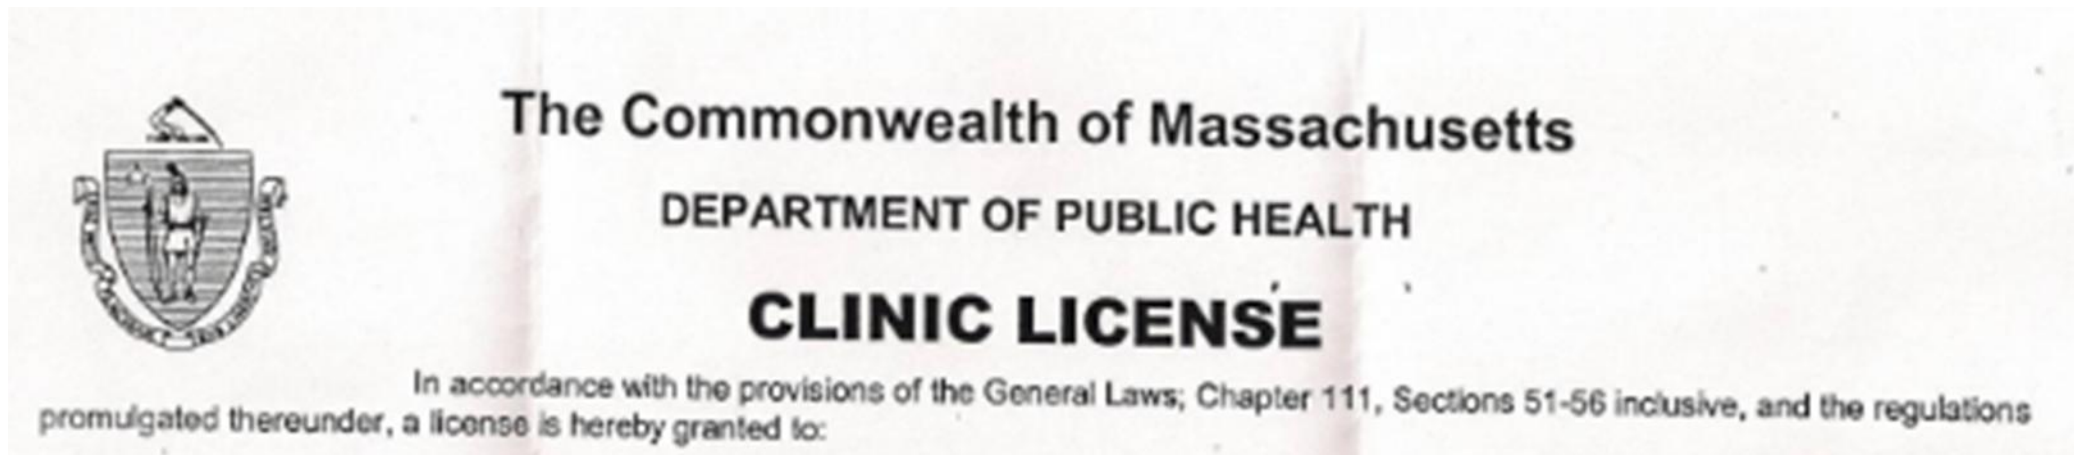 The Commonwealth of Massachusetts
DEPARTMENT OF PUBLIC HEALTH
CLINIC LICENSE
In accordance with the provisions of the General Laws; Chapter 111, Sections 51-56 inclusive, and the regulations
promulgated thereunder, a license is hereby granted to: